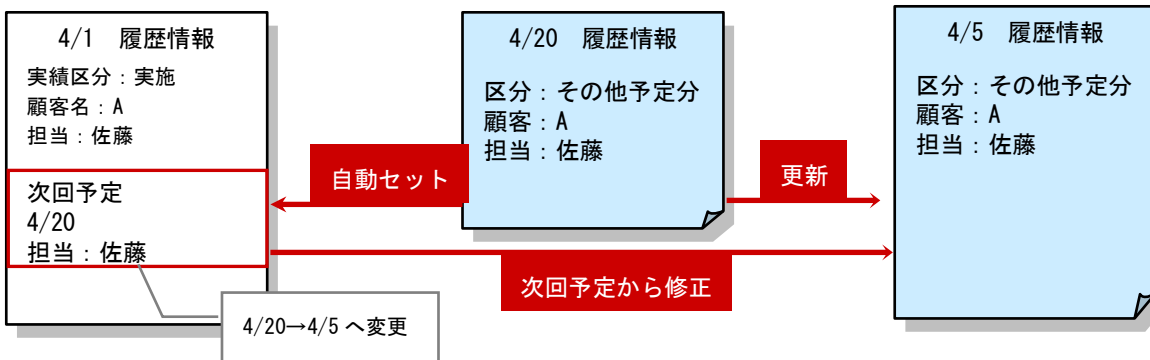 4/1 履歴情報
実績区分：実施
顧客名：A
担当：佐藤
次回予定
4/20
担当：佐藤
4/20→4/5 へ変更
自動セット
4/20 履歴情報
区分：その他予定分
顧客：A
担当：佐藤
更新
次回予定から修正
4/5 履歴情報
区分：その他予定分
顧客：A
担当：佐藤